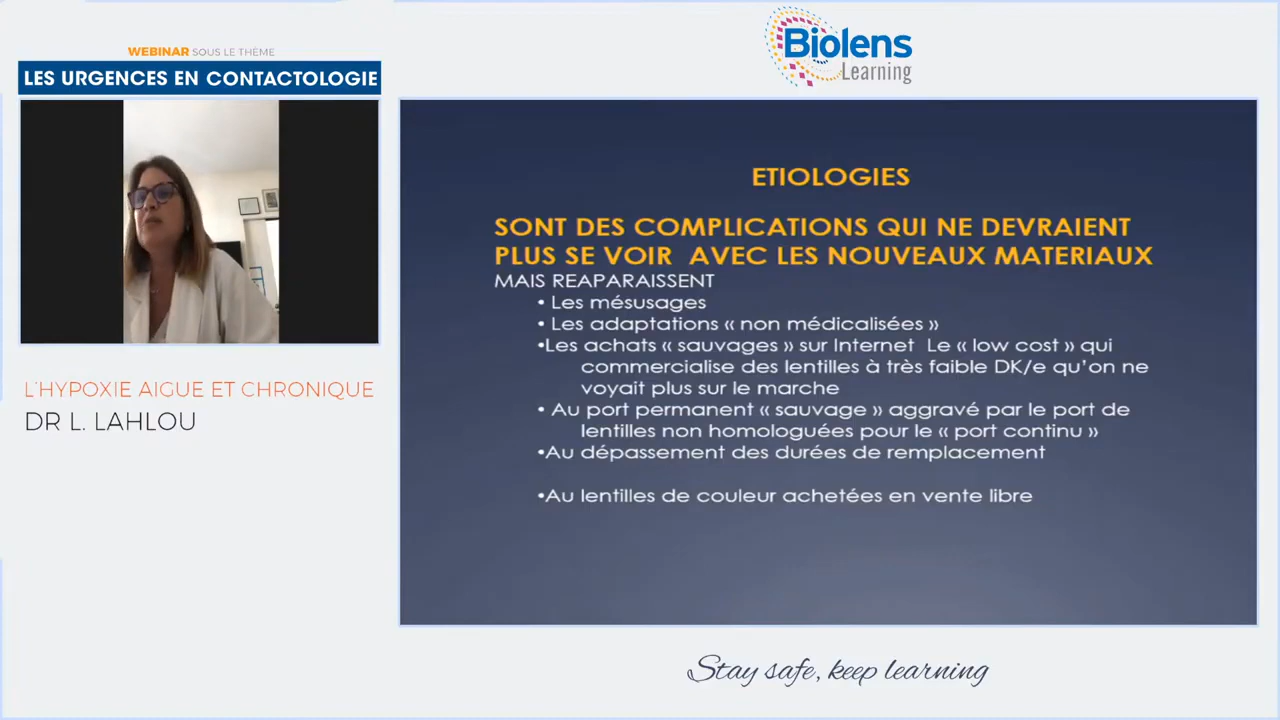 WEBINAR SOUS LE THÈME
LES URGENCES EN CONTACTOLOGIE
Biolens
Learning
L'HYPOXIE AIGUE ET CHRONIQUE
DR L. LAHLOU
ETIOLOGIES
SONT DES COMPLICATIONS QUI NE DEVRAIENT
PLUS SE VOIR AVEC LES NOUVEAUX MATERIAUX
MAIS REAPARAISSENT
• Les mésusages
• Les adaptations « non médicalisées »
•Les achats « sauvages » sur Internet Le « low cost » qui
commercialise des lentilles à très faible DK/e qu'on ne
voyait plus sur le marche
• Au port permanent « sauvage » aggravé par le port de
lentilles non homologuées pour le « port continu »
•Au dépassement des durées de remplacement
•Au lentilles de couleur achetées en vente libre
Stay safe, keep learning